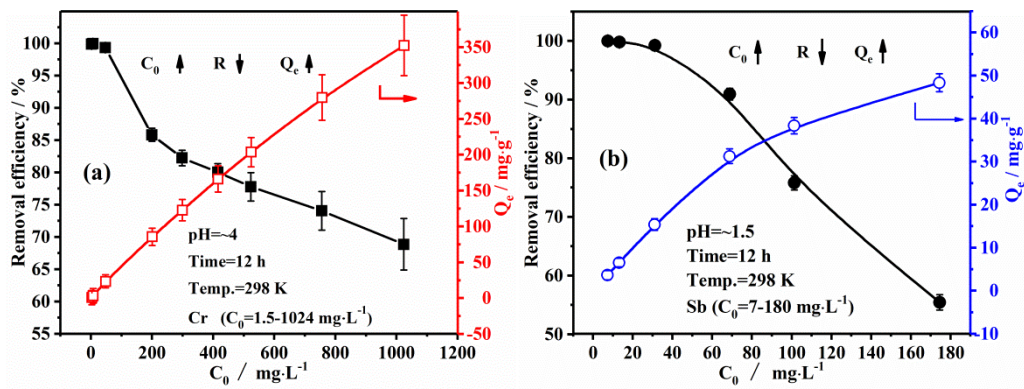 C₀ ↑ R ↓ Qₑ ↑
(a)
pH=~4
Time=12 h
Temp.=298 K
Cr (C₀=1.5-1024 mg·L⁻¹)
Removal efficiency / %
100
95
90
85
80
75
70
65
60
55
0 200 400 600 800 1000 1200
C₀ / mg·L⁻¹
350
300
250
200
150
100
50
0
-50
Qₑ / mg·g⁻¹
C₀ ↑ R ↓ Qₑ ↑
(b)
pH=~1.5
Time=12 h
Temp.=298 K
Sb (C₀=7-180 mg·L⁻¹)
Removal efficiency / %
100
90
80
70
60
50
0 20 40 60 80 100 120 140 160 180
C₀ / mg·L⁻¹
60
50
40
30
20
10
0
-10
Qₑ / mg·g⁻¹